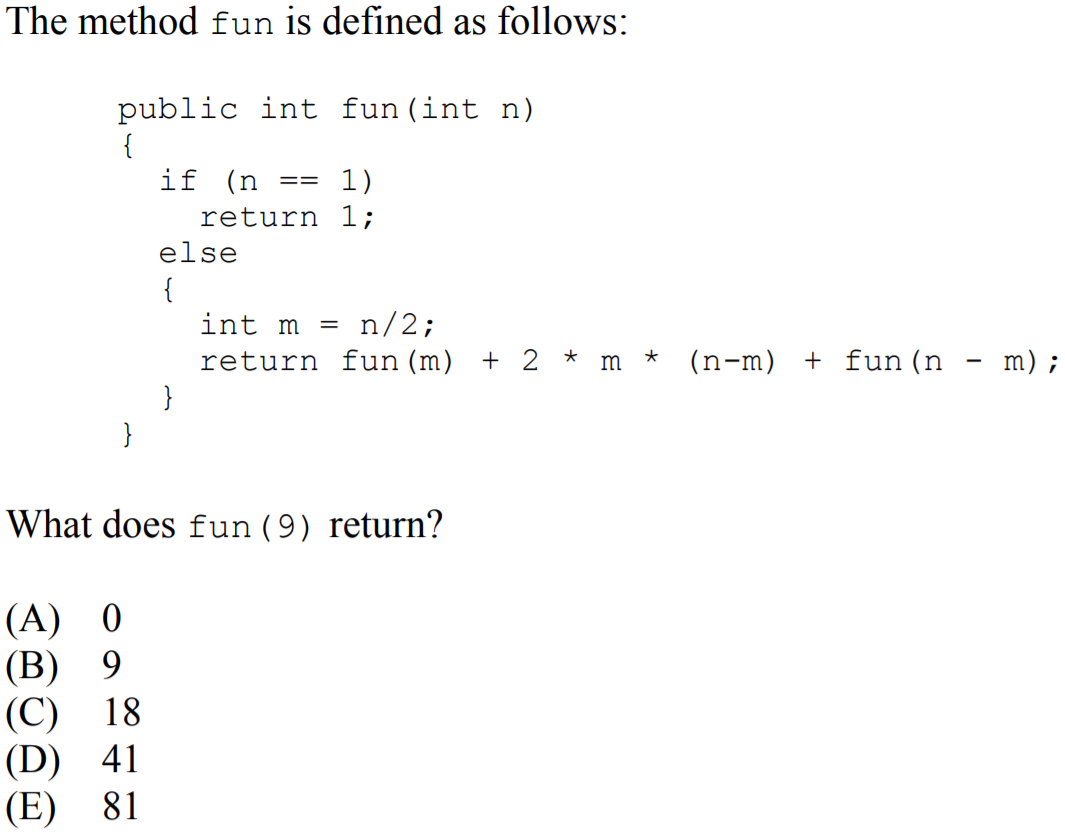 The method fun is defined as follows:
public int fun(int n)
{
if (n == 1)
return 1;
else
{
int m = n/2;
return fun(m) + 2 * m * (n-m) + fun(n - m);
}
}
What does fun(9) return?
(A) 0
(B) 9
(C) 18
(D) 41
(E) 81